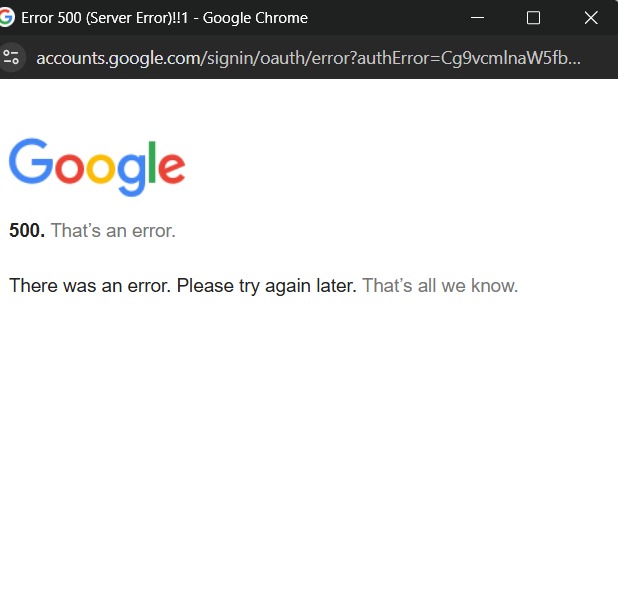 Error 500 (Server Error)!!1 - Google Chrome
accounts.google.com/signin/oauth/error?authError=Cg9vcmlnaW5fb...
Google
500. That’s an error.
There was an error. Please try again later. That’s all we know.